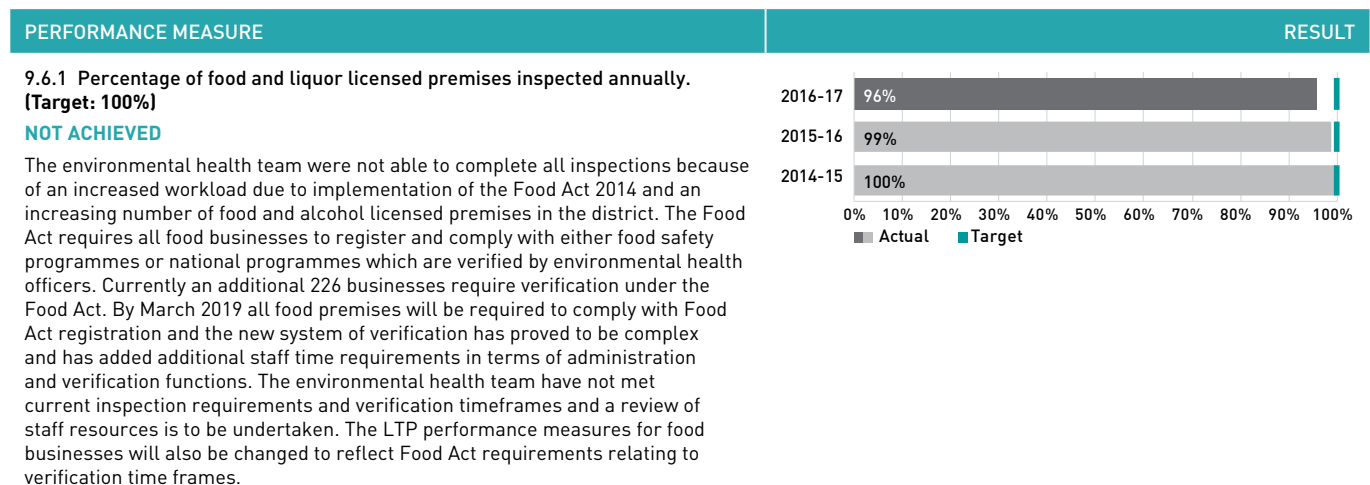 PERFORMANCE MEASURE
RESULT
9.6.1 Percentage of food and liquor licensed premises inspected annually.
(Target: 100%)
NOT ACHIEVED
The environmental health team were not able to complete all inspections because
of an increased workload due to implementation of the Food Act 2014 and an
increasing number of food and alcohol licensed premises in the district. The Food
Act requires all food businesses to register and comply with either food safety
programmes or national programmes which are verified by environmental health
officers. Currently an additional 226 businesses require verification under the
Food Act. By March 2019 all food premises will be required to comply with Food
Act registration and the new system of verification has proved to be complex
and has added additional staff time requirements in terms of administration
and verification functions. The environmental health team have not met
current inspection requirements and verification timeframes and a review of
staff resources is to be undertaken. The LTP performance measures for food
businesses will also be changed to reflect Food Act requirements relating to
verification time frames.
2016-17 96%
2015-16 99%
2014-15 100%
0% 10% 20% 30% 40% 50% 60% 70% 80% 90% 100%
Actual Target